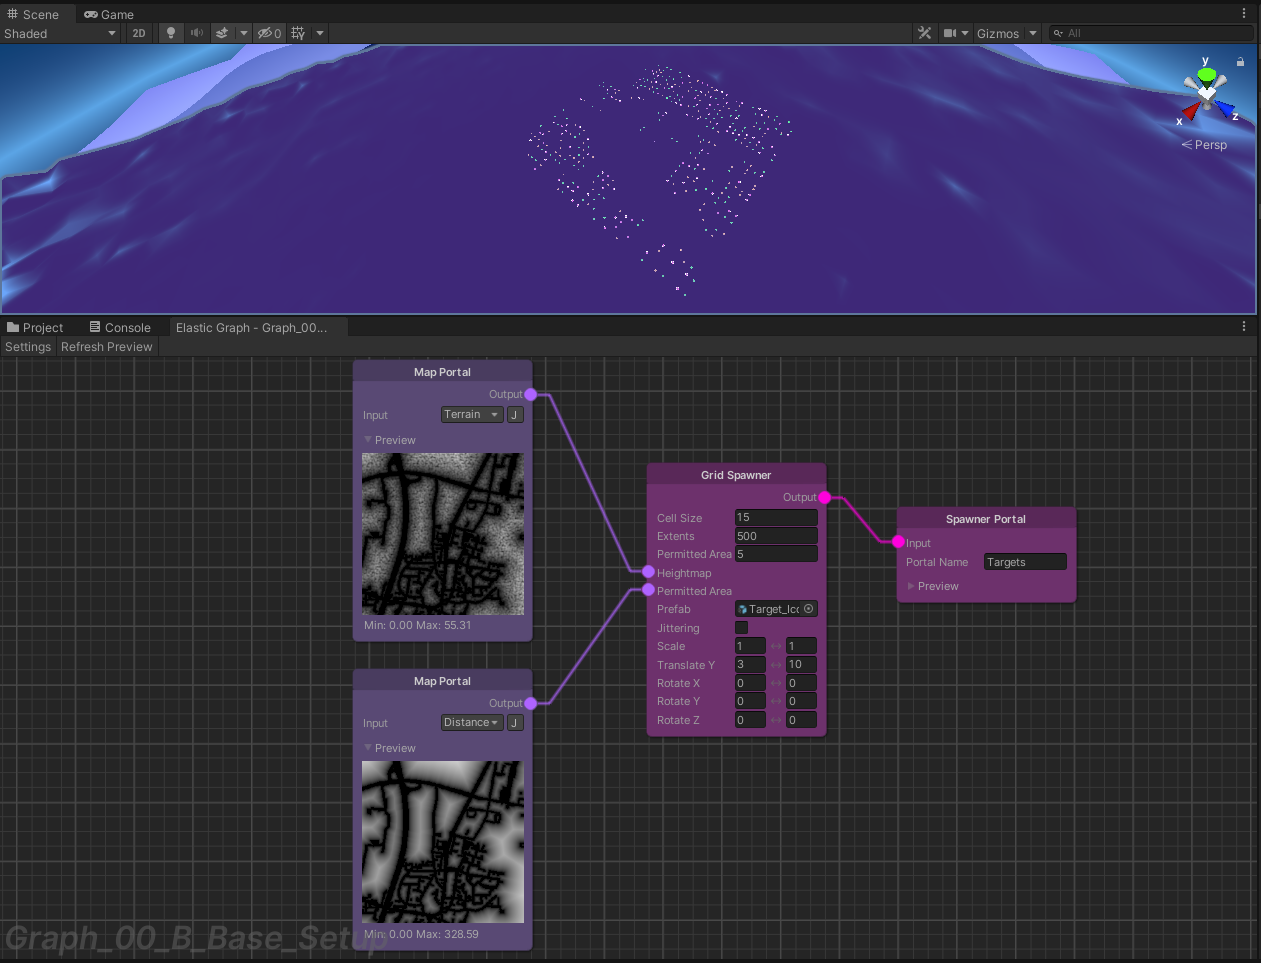 Scene Game
Shaded 2D 0 Gizmos All
y
x z
Persp
Project Console Elastic Graph - Graph_00...
Settings Refresh Preview
Map Portal
Output
Input Terrain J
Preview
Min: 0.00 Max: 55.31
Map Portal
Output
Input Distance J
Preview
Min: 0.00 Max: 328.59
Grid Spawner
Output
Cell Size 15
Extents 500
Permitted Area 5
Heightmap
Permitted Area
Prefab Target_Ic
Jittering
Scale 1 1
Translate Y 3 10
Rotate X 0 0
Rotate Y 0 0
Rotate Z 0 0
Spawner Portal
Input
Portal Name Targets
Preview
Graph_00_B_Base_Setup